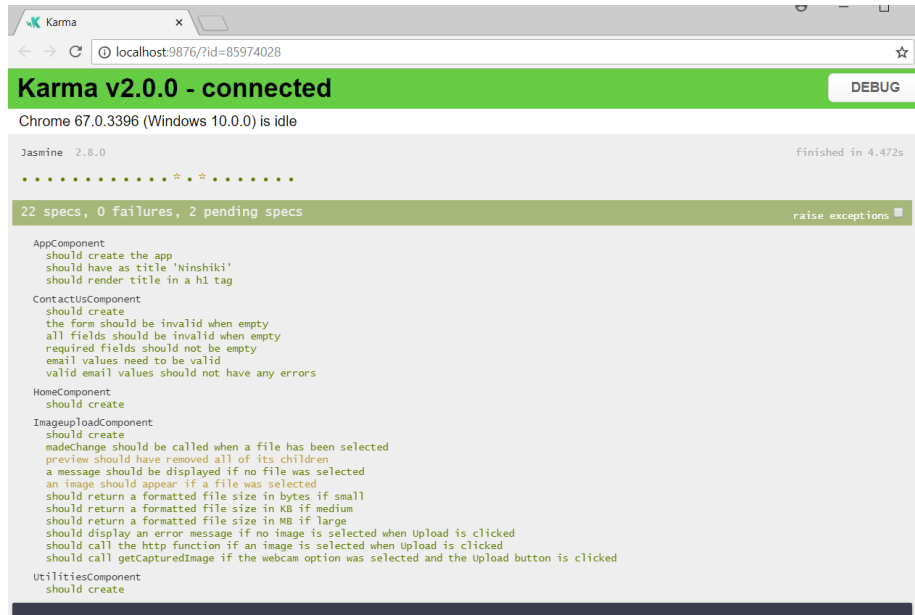 Karma
localhost:9876/?id=85974028
Karma v2.0.0 - connected
DEBUG
Chrome 67.0.3396 (Windows 10.0.0) is idle
Jasmine 2.8.0
finished in 4.472s
22 specs, 0 failures, 2 pending specs
raise exceptions
AppComponent
should create the app
should have as title 'Ninshiki'
should render title in a h1 tag
ContactUsComponent
should create
the form should be invalid when empty
all fields should be invalid when empty
required fields should not be empty
email values need to be valid
valid email values should not have any errors
HomeComponent
should create
ImageuploadComponent
should create
madeChange should be called when a file has been selected
preview should have removed all of its children
a message should be displayed if no file was selected
an image should appear if a file was selected
should return a formatted file size in bytes if small
should return a formatted file size in KB if medium
should return a formatted file size in MB if large
should display an error message if no image is selected when Upload is clicked
should call the http function if an image is selected when Upload is clicked
should call getCapturedImage if the webcam option was selected and the Upload button is clicked
UtilitiesComponent
should create